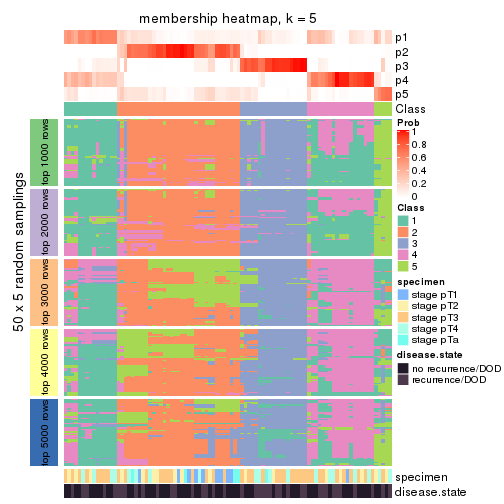 membership heatmap, k = 5
p1
p2
p3
p4
p5
Class
50 x 5 random samplings
top 1000 rows
top 2000 rows
top 3000 rows
top 4000 rows
top 5000 rows
specimen
disease.state
Prob
1
0.8
0.6
0.4
0.2
0
Class
1
2
3
4
5
specimen
stage pT1
stage pT2
stage pT3
stage pT4
stage pTa
disease.state
no recurrence/DOD
recurrence/DOD